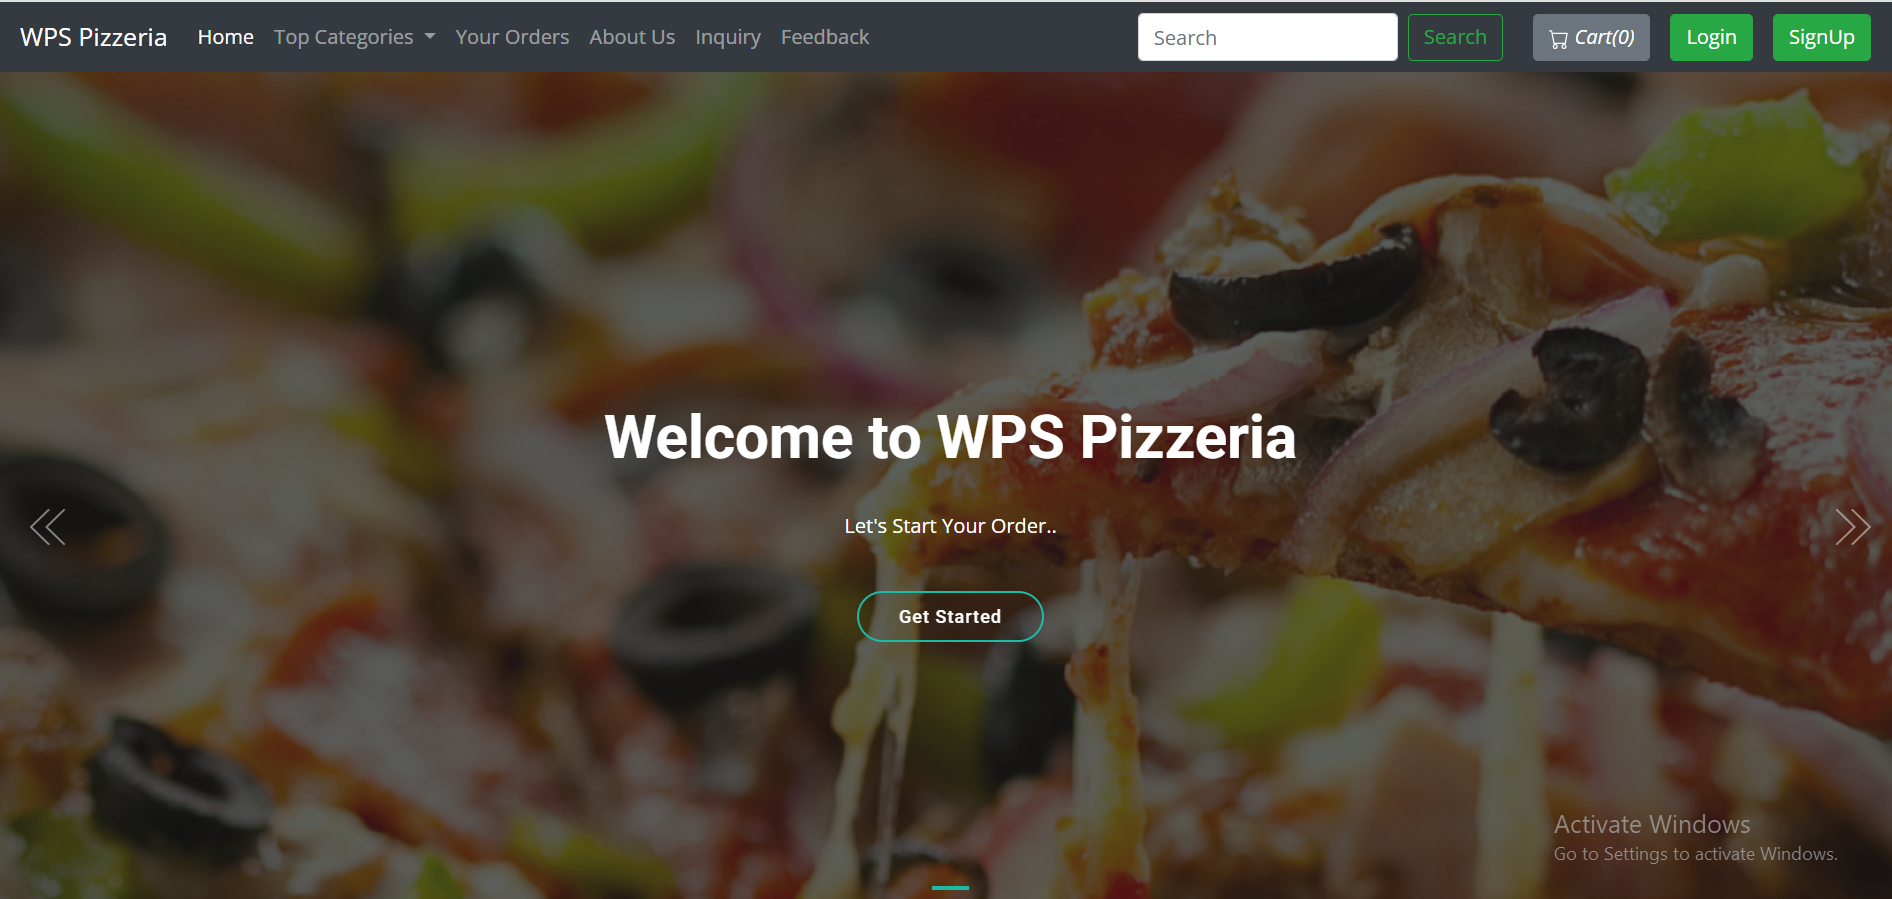 WPS Pizzeria Home Top Categories Your Orders About Us Inquiry Feedback Search Search Cart(0) Login SignUp
Welcome to WPS Pizzeria
Let's Start Your Order..
Get Started
Activate Windows
Go to Settings to activate Windows.